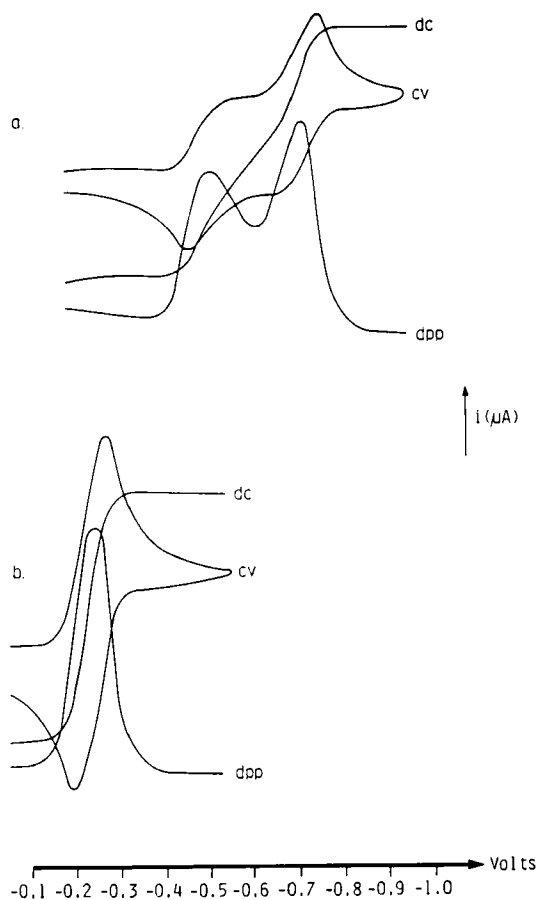 dc
cv
a.
dpp
i(μA)
dc
b.
cv
dpp
Volts
-0.1 -0.2 -0.3 -0.4 -0.5 -0.6 -0.7 -0.8 -0.9 -1.0